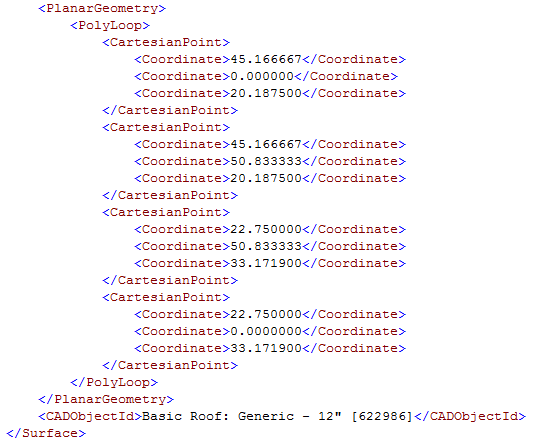 <PlanarGeometry>
<PolyLoop>
<CartesianPoint>
<Coordinate>45.166667</Coordinate>
<Coordinate>0.000000</Coordinate>
<Coordinate>20.187500</Coordinate>
</CartesianPoint>
<CartesianPoint>
<Coordinate>45.166667</Coordinate>
<Coordinate>50.833333</Coordinate>
<Coordinate>20.187500</Coordinate>
</CartesianPoint>
<CartesianPoint>
<Coordinate>22.750000</Coordinate>
<Coordinate>50.833333</Coordinate>
<Coordinate>33.171900</Coordinate>
</CartesianPoint>
<CartesianPoint>
<Coordinate>22.750000</Coordinate>
<Coordinate>0.0000000</Coordinate>
<Coordinate>33.171900</Coordinate>
</CartesianPoint>
</PolyLoop>
</PlanarGeometry>
<CADObjectId>Basic Roof: Generic - 12" [622986]</CADObjectId>
</Surface>